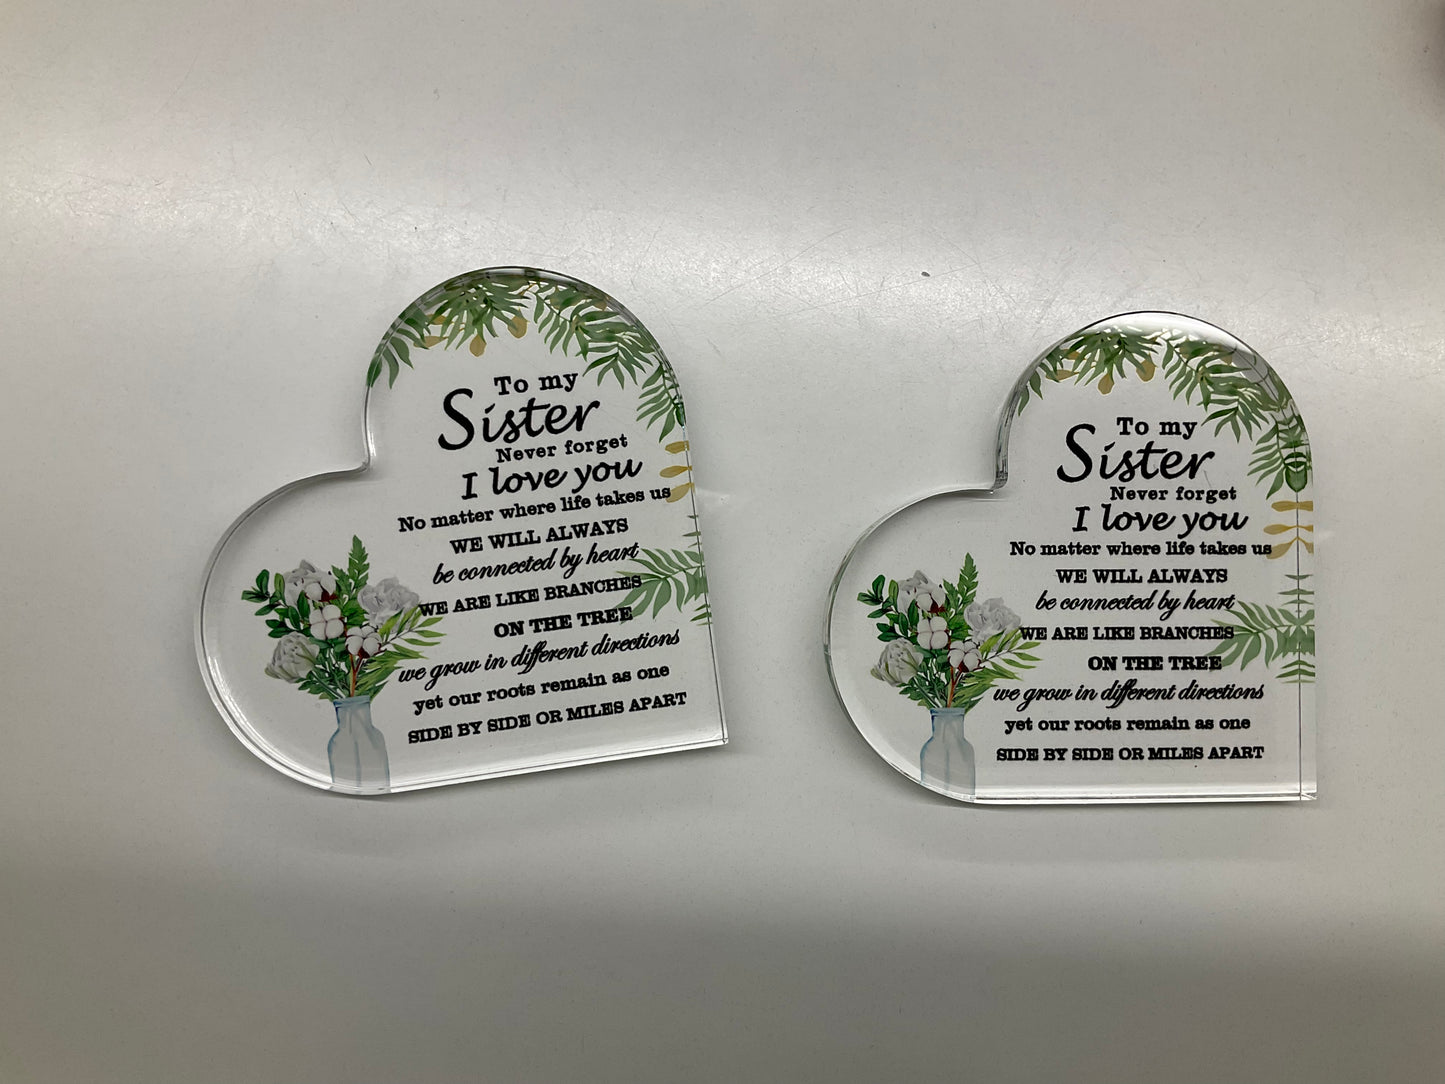 To my
Sister
Never forget
I love you
No matter where life takes us
WE WILL ALWAYS
be connected by heart
WE ARE LIKE BRANCHES
ON THE TREE
we grow in different directions
yet our roots remain as one
SIDE BY SIDE OR MILES APART
To my
Sister
Never forget
I love you
No matter where life takes us
WE WILL ALWAYS
be connected by heart
WE ARE LIKE BRANCHES
ON THE TREE
we grow in different directions
yet our roots remain as one
SIDE BY SIDE OR MILES APART